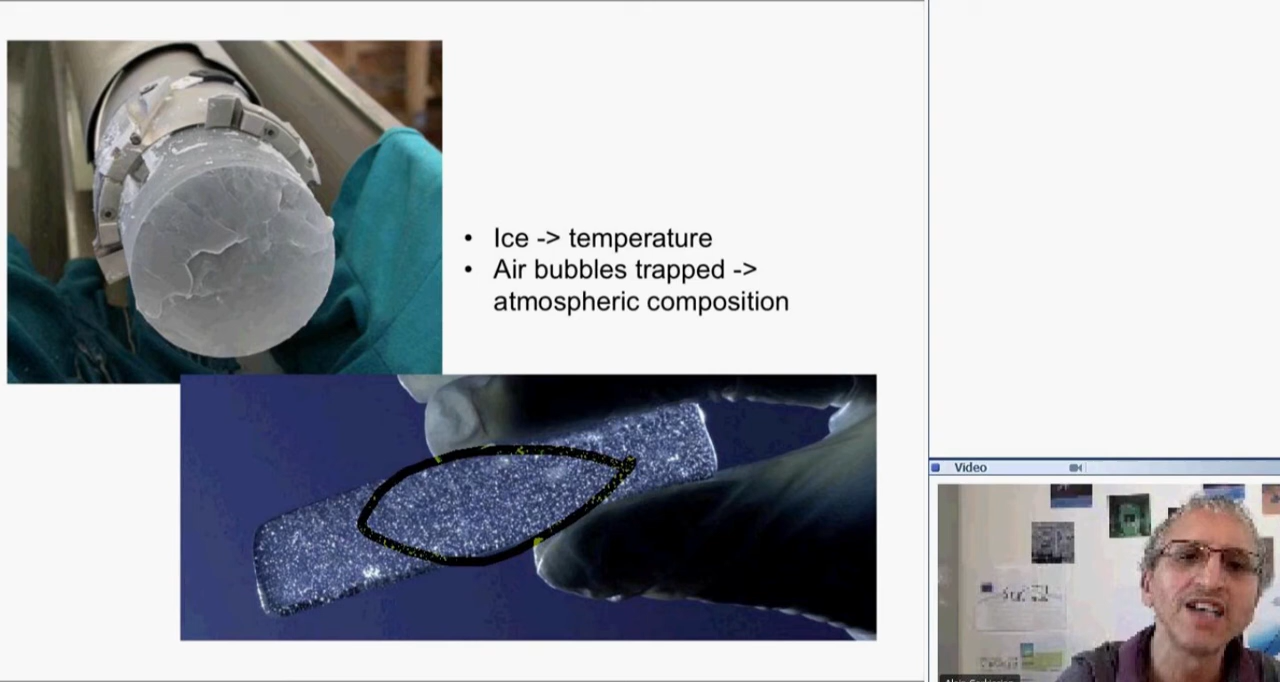 • Ice -> temperature
• Air bubbles trapped ->
atmospheric composition
Video